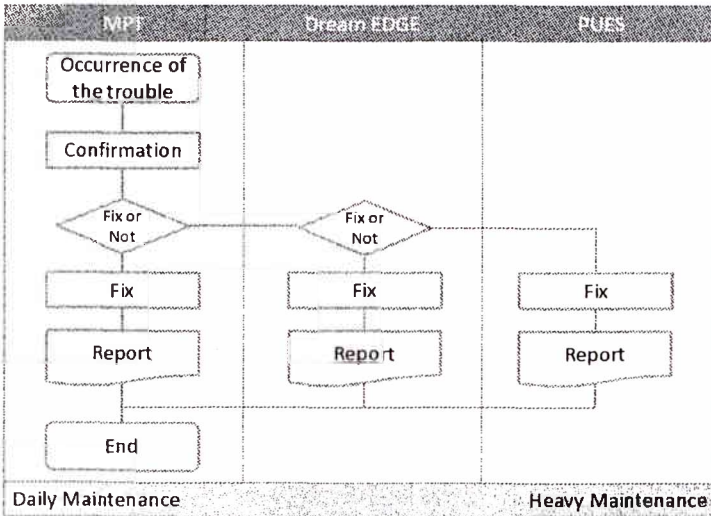 MPT
Dream EDGE
PUES
Occurrence of
the trouble
Confirmation
Fix or
Not
Fix or
Not
Fix
Fix
Fix
Report
Report
Report
End
Daily Maintenance
Heavy Maintenance